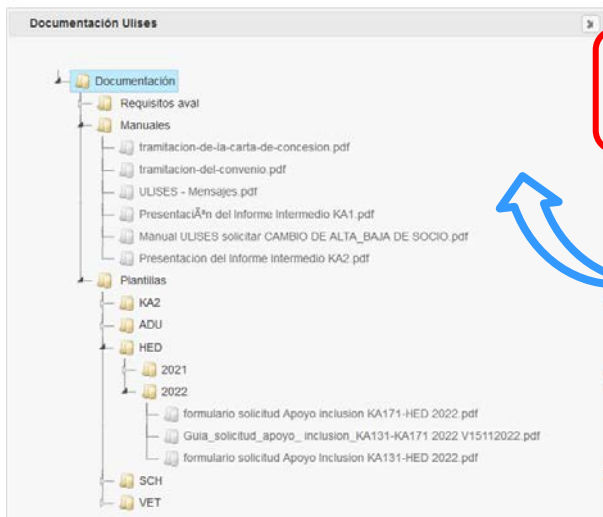 Documentación Ulises
Documentación
Requisitos aval
Manuales
tramitacion-de-la-carta-de-concesion.pdf
tramitacion-del-convenio.pdf
ULISES - Mensajes.pdf
PresentaciÃªn del Informe Intermedio KA1.pdf
Manual ULISES solicitar CAMBIO DE ALTA_BAJA DE SOCIO.pdf
Presentacion del Informe Intermedio KA2.pdf
Plantillas
KA2
ADU
HED
2021
2022
formulario solicitud Apoyo inclusion KA171-HED 2022.pdf
Guia_solicitud_apoyo_ inclusion_KA131-KA171 2022 V15112022.pdf
formulario solicitud Apoyo Inclusion KA131-HED 2022.pdf
SCH
VET